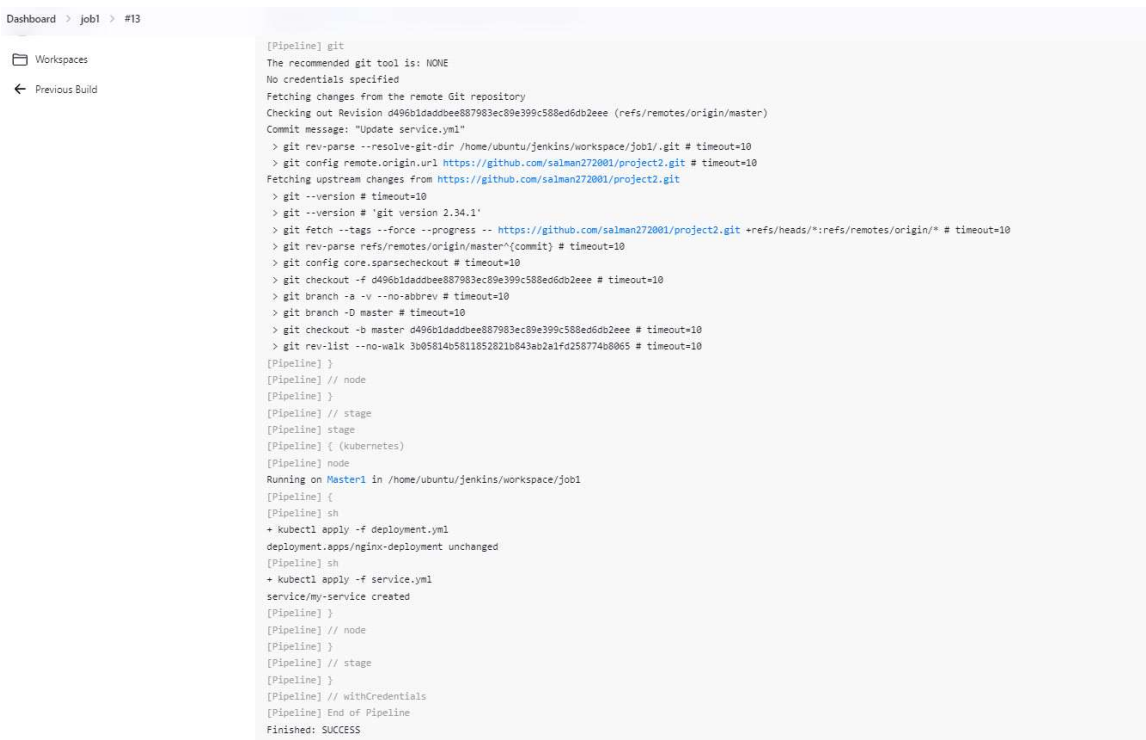 Dashboard > job1 > #13
Workspaces
Previous Build
[Pipeline] git
The recommended git tool is: NONE
No credentials specified
Fetching changes from the remote Git repository
Checking out Revision d496b1daddbee887983ec89e399c588ed6db2eee (refs/remotes/origin/master)
Commit message: "Update service.yml"
> git rev-parse --resolve-git-dir /home/ubuntu/jenkins/workspace/job1/.git # timeout=10
> git config remote.origin.url https://github.com/salman272001/project2.git # timeout=10
Fetching upstream changes from https://github.com/salman272001/project2.git
> git --version # timeout=10
> git --version # 'git version 2.34.1'
> git fetch --tags --force --progress -- https://github.com/salman272001/project2.git +refs/heads/*:refs/remotes/origin/* # timeout=10
> git rev-parse refs/remotes/origin/master^{commit} # timeout=10
> git config core.sparsecheckout # timeout=10
> git checkout -f d496b1daddbee887983ec89e399c588ed6db2eee # timeout=10
> git branch -a -v --no-abbrev # timeout=10
> git branch -D master # timeout=10
> git checkout -b master d496b1daddbee887983ec89e399c588ed6db2eee # timeout=10
> git rev-list --no-walk 3b05814b5811852821b843ab2a1fd258774b8065 # timeout=10
[Pipeline] }
[Pipeline] // node
[Pipeline] }
[Pipeline] // stage
[Pipeline] stage
[Pipeline] { (kubernetes)
[Pipeline] node
Running on Master1 in /home/ubuntu/jenkins/workspace/job1
[Pipeline] {
[Pipeline] sh
+ kubectl apply -f deployment.yml
deployment.apps/nginx-deployment unchanged
[Pipeline] sh
+ kubectl apply -f service.yml
service/my-service created
[Pipeline] }
[Pipeline] // node
[Pipeline] }
[Pipeline] // stage
[Pipeline] }
[Pipeline] // withCredentials
[Pipeline] End of Pipeline
Finished: SUCCESS